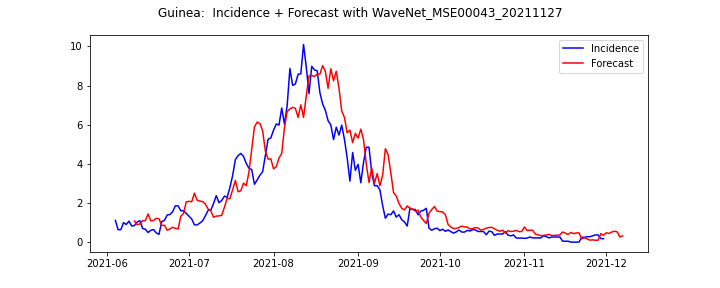 Guinea:  Incidence + Forecast with WaveNet_MSE00043_20211127
Incidence
Forecast
10
8
6
4
2
0
2021-06 2021-07 2021-08 2021-09 2021-10 2021-11 2021-12